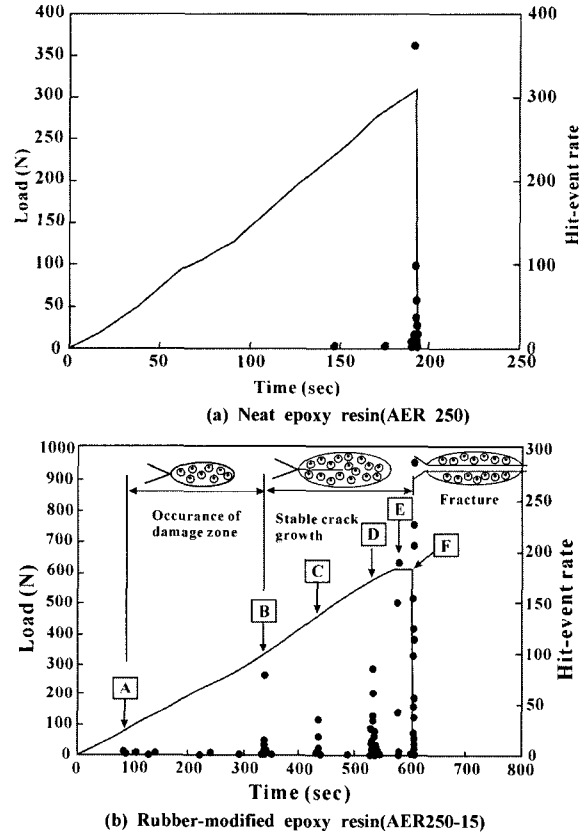 400
350
300
250
200
150
100
50
0
Load (N)
400
300
200
100
0
Hit-event rate
0 50 100 150 200 250
Time (sec)
(a) Neat epoxy resin(AER 250)
1000
900
800
700
600
500
400
300
200
100
0
Load (N)
300
250
200
150
100
50
0
Hit-event rate
Occurance of
damage zone
Stable crack
growth
Fracture
A
B
C
D
E
F
0 100 200 300 400 500 600 700 800
Time (sec)
(b) Rubber-modified epoxy resin(AER250-15)